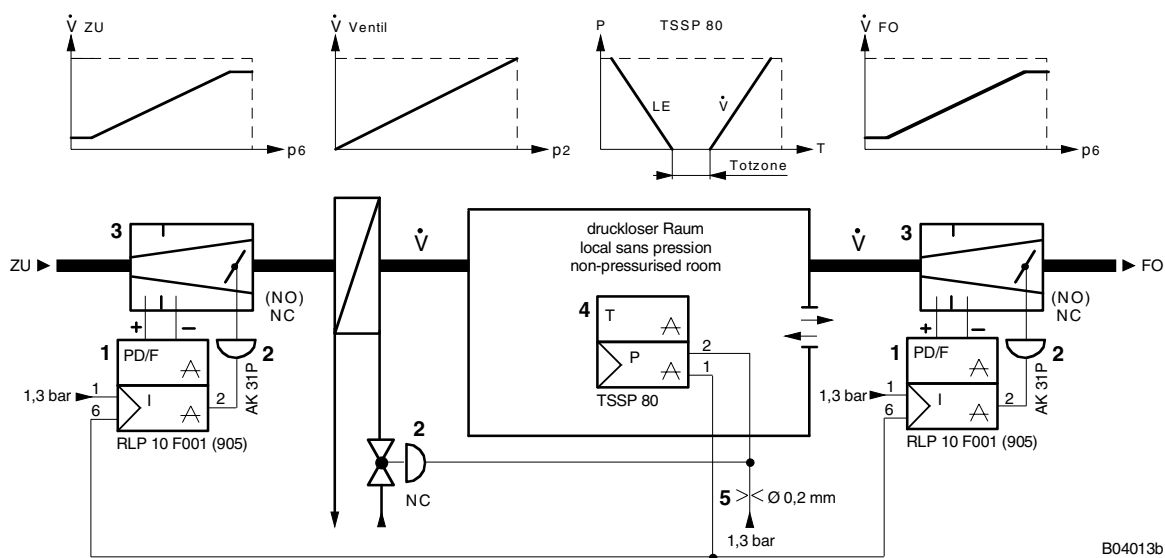 V̇ ZU
p6
V̇ Ventil
p2
P TSSP 80
LE V̇
T
Totzone
V̇ FO
p6
ZU
3
(NO)
NC
+ –
1 PD/F
2
AK 31P
1,3 bar 1
6
I
2
RLP 10 F001 (905)
V̇
2
NC
druckloser Raum
local sans pression
non-pressurised room
4 T
P
2
1
TSSP 80
5 Ø 0,2 mm
1,3 bar
V̇
3
FO
(NO)
NC
+ –
1 PD/F
2
AK 31P
1,3 bar 1
6
I
2
RLP 10 F001 (905)
B04013b